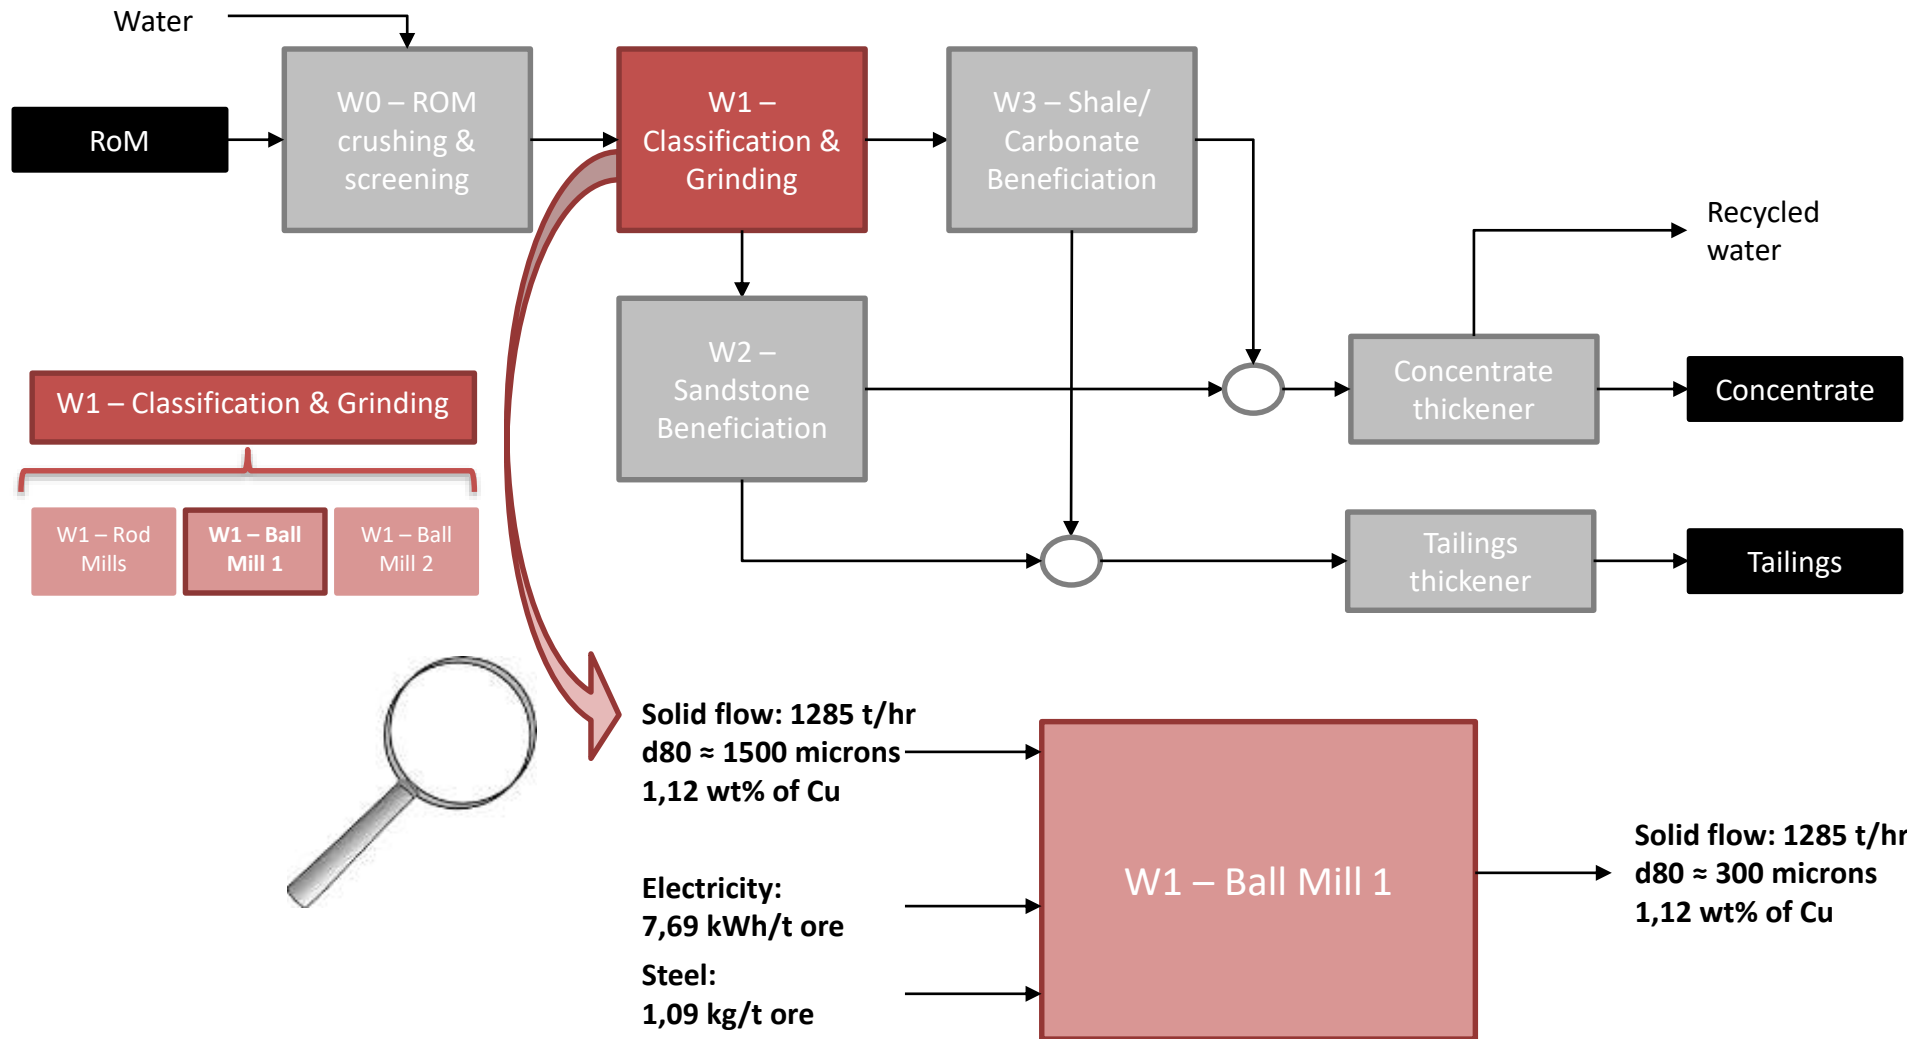 Water
RoM
W0 – ROM
crushing &
screening
W1 –
Classification &
Grinding
W3 – Shale/
Carbonate
Beneficiation
Recycled
water
W2 –
Sandstone
Beneficiation
Concentrate
thickener
Concentrate
W1 – Classification & Grinding
W1 – Rod
Mills
W1 – Ball
Mill 1
W1 – Ball
Mill 2
Tailings
thickener
Tailings
Solid flow: 1285 t/hr
d80 ≈ 1500 microns
1,12 wt% of Cu
Electricity:
7,69 kWh/t ore
Steel:
1,09 kg/t ore
W1 – Ball Mill 1
Solid flow: 1285 t/hr
d80 ≈ 300 microns
1,12 wt% of Cu